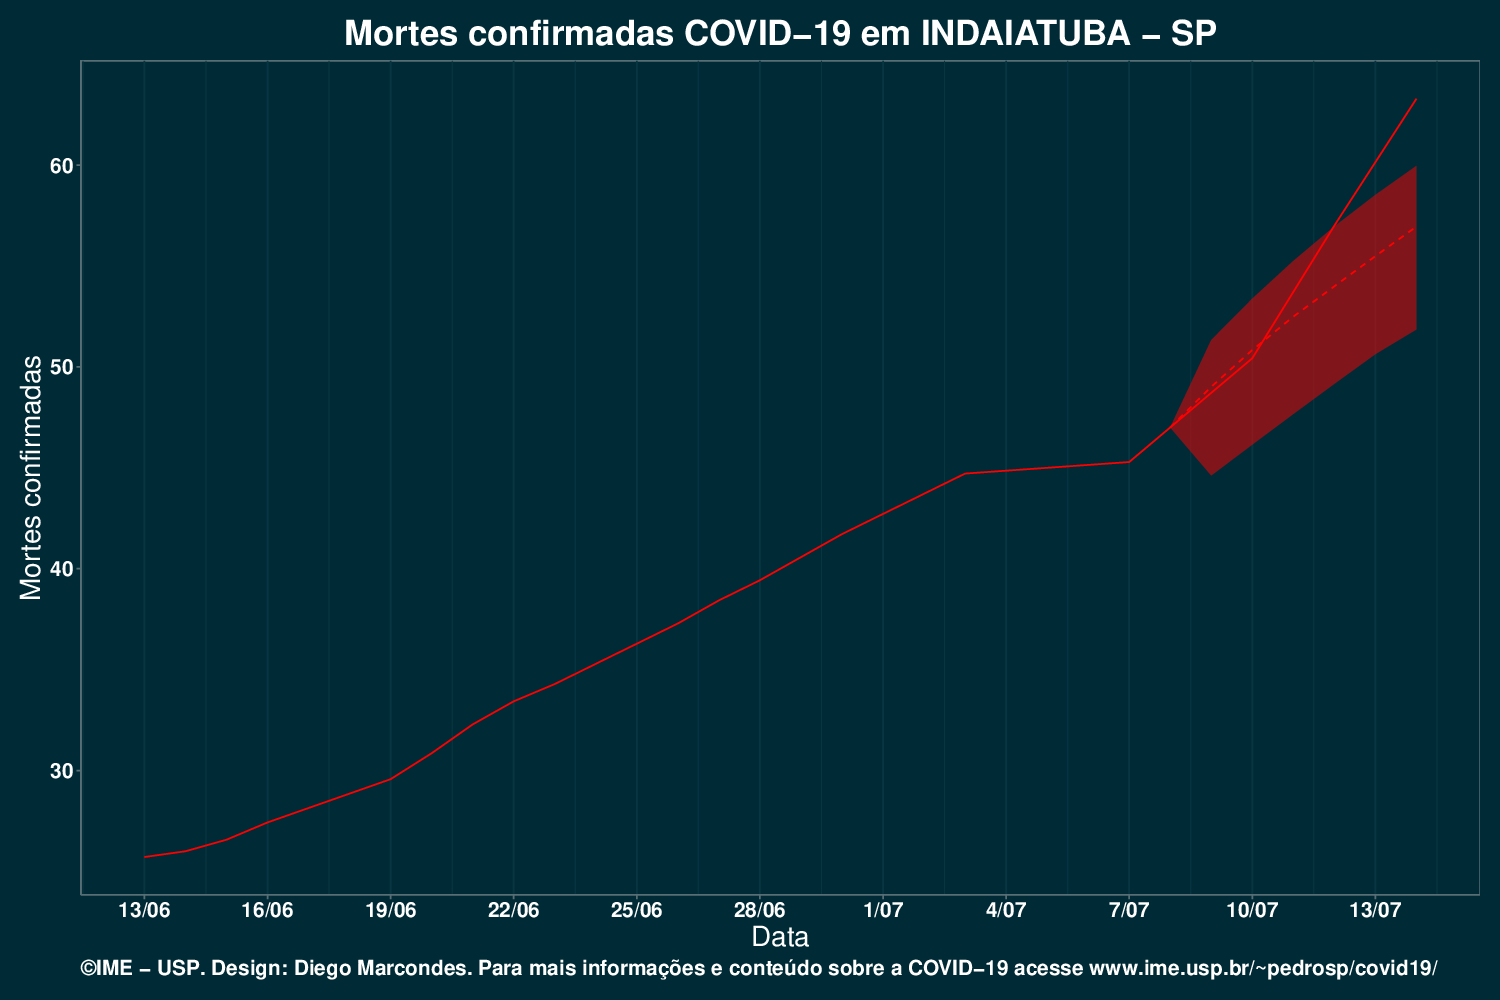 Mortes confirmadas COVID−19 em INDAIATUBA − SP
Mortes confirmadas
60
50
40
30
13/06 16/06 19/06 22/06 25/06 28/06 1/07 4/07 7/07 10/07 13/07
Data
©IME − USP. Design: Diego Marcondes. Para mais informações e conteúdo sobre a COVID−19 acesse www.ime.usp.br/~pedrosp/covid19/